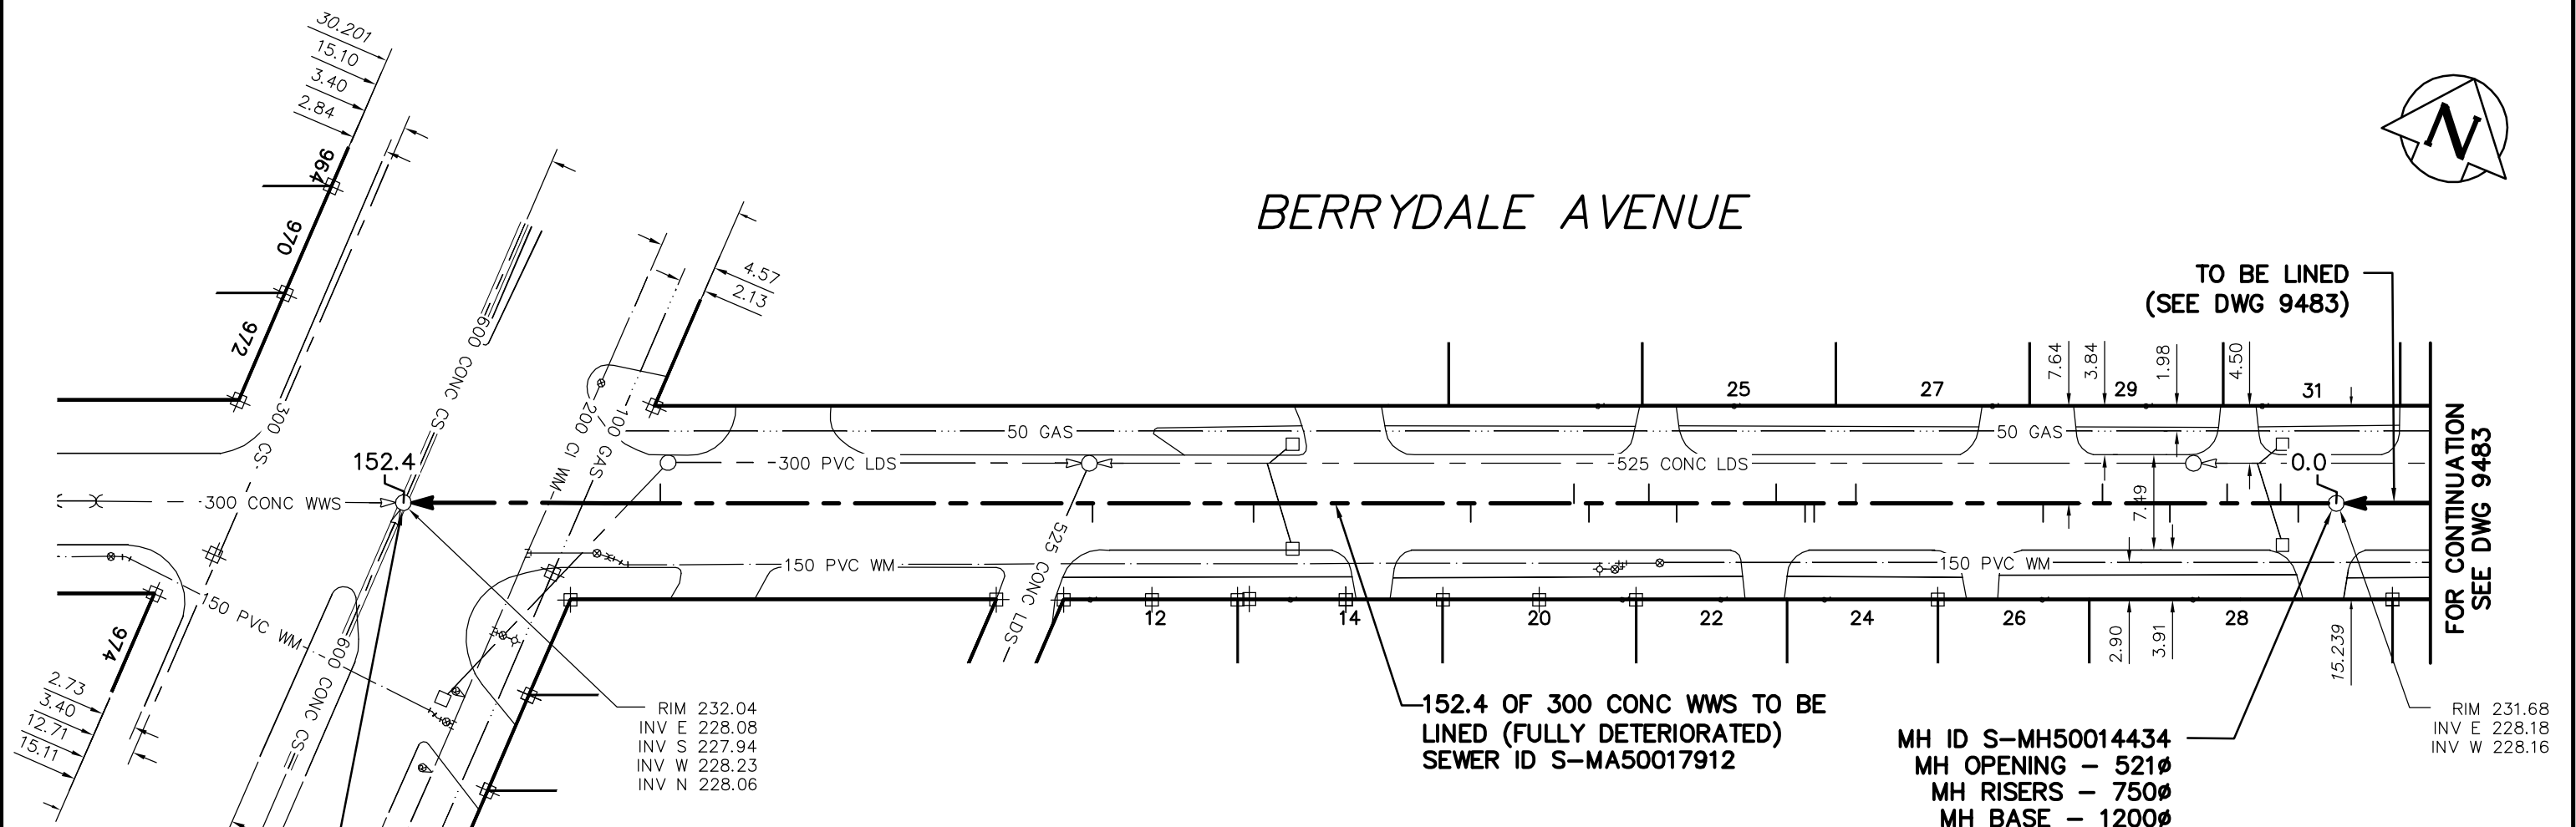 30.201
15.10
3.40
2.84
964
970
972
N
BERRYDALE AVENUE
4.57
2.13
TO BE LINED
(SEE DWG 9483)
7.64
3.84
1.98
4.50
25
27
29
31
600 CONC CS
300 CS
200 CI WM
100 GAS
50 GAS
50 GAS
152.4
300 PVC LDS
525 CONC LDS
0.0
300 CONC WWS
7.49
FOR CONTINUATION
SEE DWG 9483
525 CONC LDS
150 PVC WM
150 PVC WM
150 PVC WM
600 CONC CS
974
12
14
20
22
24
26
28
2.90
3.91
15.239
2.73
3.40
12.71
15.11
RIM 232.04
INV E 228.08
INV S 227.94
INV W 228.23
INV N 228.06
152.4 OF 300 CONC WWS TO BE
LINED (FULLY DETERIORATED)
SEWER ID S-MA50017912
MH ID S-MH50014434
MH OPENING - 521ø
MH RISERS - 750ø
MH BASE - 1200ø
RIM 231.68
INV E 228.18
INV W 228.16